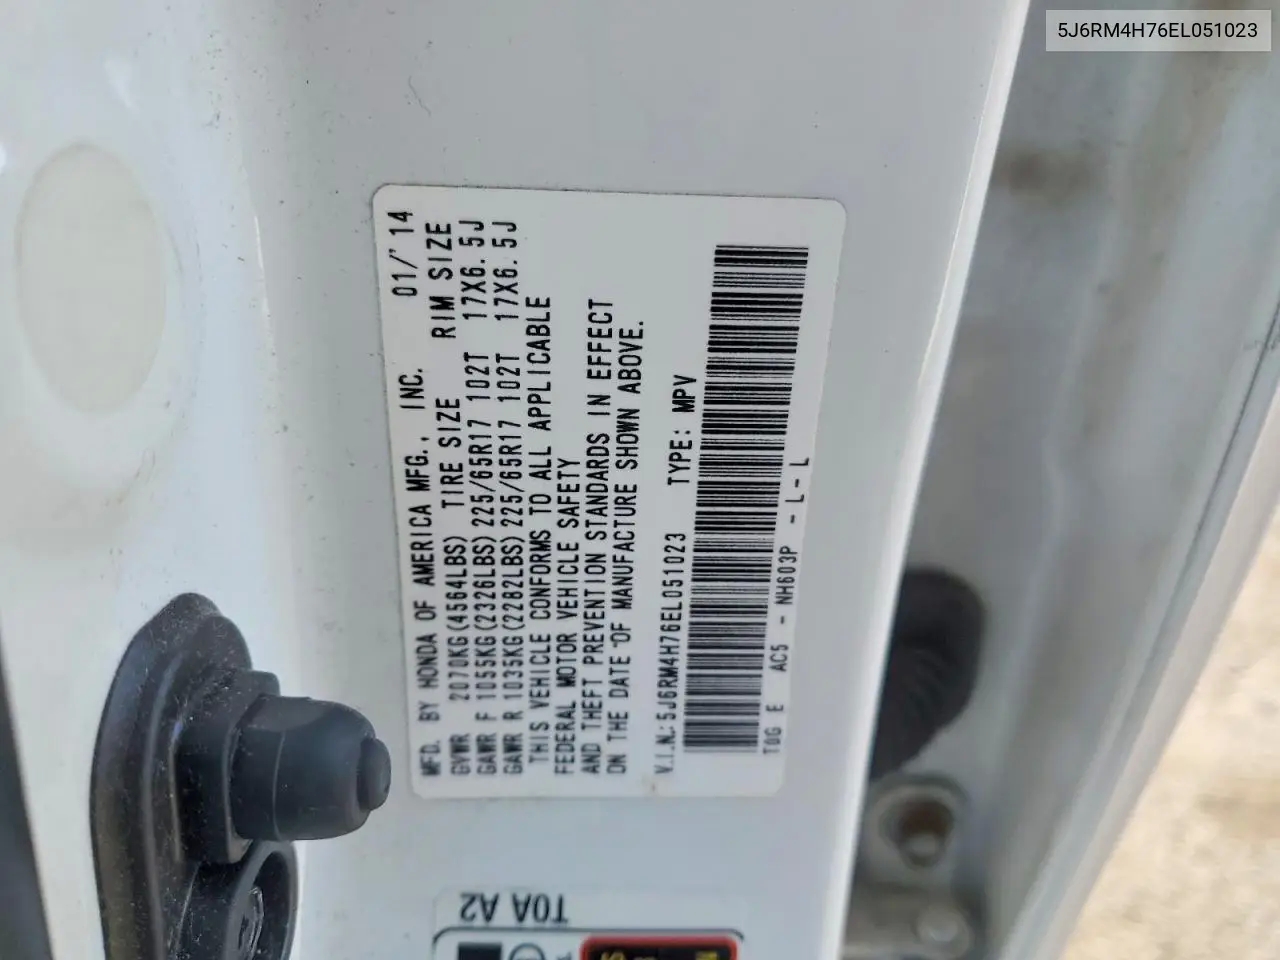 5J6RM4H76EL051023
MFD. BY HONDA OF AMERICA MFG., INC. 01/'14
GVWR 2070KG(4564LBS) TIRE SIZE RIM SIZE
GAWR F 1055KG(2326LBS) 225/65R17 102T 17X6.5J
GAWR R 1035KG(2282LBS) 225/65R17 102T 17X6.5J
THIS VEHICLE CONFORMS TO ALL APPLICABLE
FEDERAL MOTOR VEHICLE SAFETY
AND THEFT PREVENTION STANDARDS IN EFFECT
ON THE DATE OF MANUFACTURE SHOWN ABOVE.
V.I.N.: 5J6RM4H76EL051023 TYPE: MPV
T0G E AC5 - NH603P - L - L
T0A A2